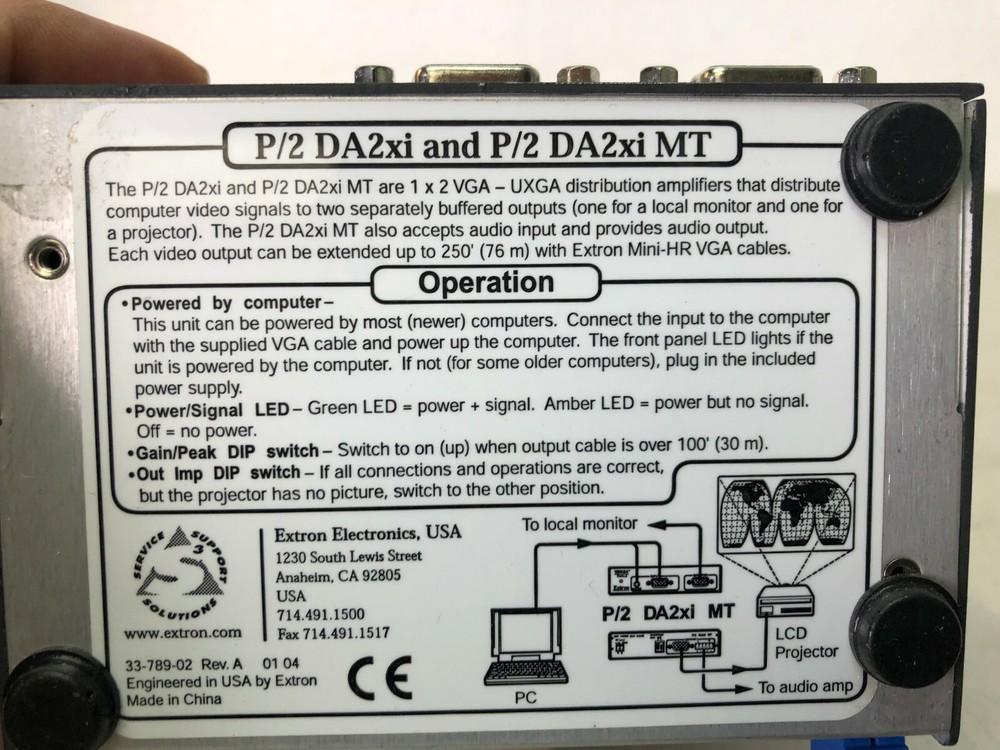 P/2 DA2xi and P/2 DA2xi MT
The P/2 DA2xi and P/2 DA2xi MT are 1 x 2 VGA – UXGA distribution amplifiers that distribute
computer video signals to two separately buffered outputs (one for a local monitor and one for
a projector). The P/2 DA2xi MT also accepts audio input and provides audio output.
Each video output can be extended up to 250' (76 m) with Extron Mini-HR VGA cables.
Operation
•Powered by computer–
This unit can be powered by most (newer) computers. Connect the input to the computer
with the supplied VGA cable and power up the computer. The front panel LED lights if the
unit is powered by the computer. If not (for some older computers), plug in the included
power supply.
•Power/Signal LED– Green LED = power + signal. Amber LED = power but no signal.
Off = no power.
•Gain/Peak DIP switch – Switch to on (up) when output cable is over 100' (30 m).
•Out Imp DIP switch – If all connections and operations are correct,
but the projector has no picture, switch to the other position.
SERVICE SUPPORT SOLUTIONS
S3
www.extron.com
Extron Electronics, USA
1230 South Lewis Street
Anaheim, CA 92805
USA
714.491.1500
Fax 714.491.1517
33-789-02 Rev. A 01 04
Engineered in USA by Extron
Made in China
CE
To local monitor
P/2 DA2xi MT
PC
LCD
Projector
To audio amp